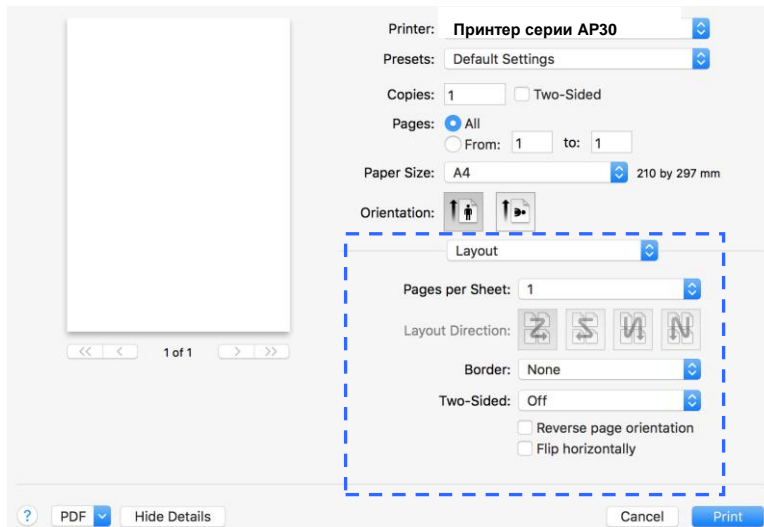 Printer: Принтер серии AP30
Presets: Default Settings
Copies: 1 Two-Sided
Pages: All
From: 1 to: 1
Paper Size: A4 210 by 297 mm
Orientation:
Layout
Pages per Sheet: 1
Layout Direction:
<< < 1 of 1 > >>
Border: None
Two-Sided: Off
Reverse page orientation
Flip horizontally
? PDF Hide Details Cancel Print